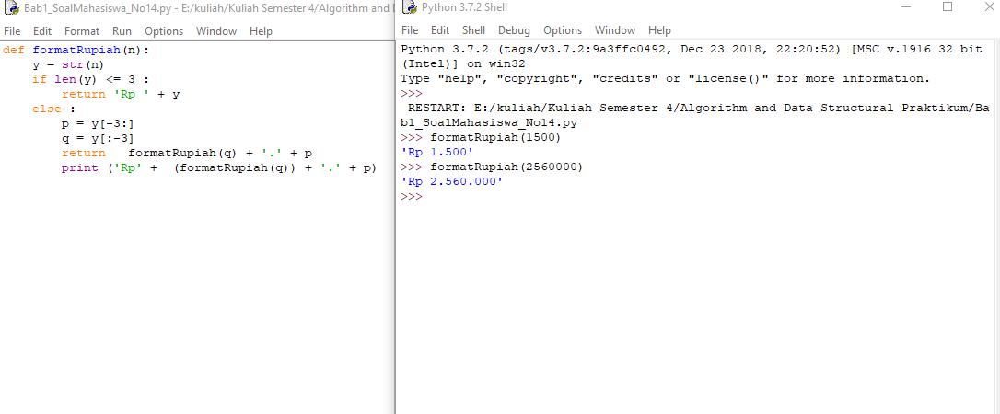 Bab1_SoalMahasiswa_No14.py - E:/kuliah/Kuliah Semester 4/Algorithm and
File Edit Format Run Options Window Help
def formatRupiah(n):
    y = str(n)
    if len(y) <= 3 :
        return 'Rp ' + y
    else :
        p = y[-3:]
        q = y[:-3]
        return   formatRupiah(q) + '.' + p
        print ('Rp' +  (formatRupiah(q)) + '.' + p)
Python 3.7.2 Shell
File Edit Shell Debug Options Window Help
Python 3.7.2 (tags/v3.7.2:9a3ffc0492, Dec 23 2018, 22:20:52) [MSC v.1916 32 bit
(Intel)] on win32
Type "help", "copyright", "credits" or "license()" for more information.
>>>
 RESTART: E:/kuliah/Kuliah Semester 4/Algorithm and Data Structural Praktikum/Ba
b1_SoalMahasiswa_No14.py
>>> formatRupiah(1500)
'Rp 1.500'
>>> formatRupiah(2560000)
'Rp 2.560.000'
>>>